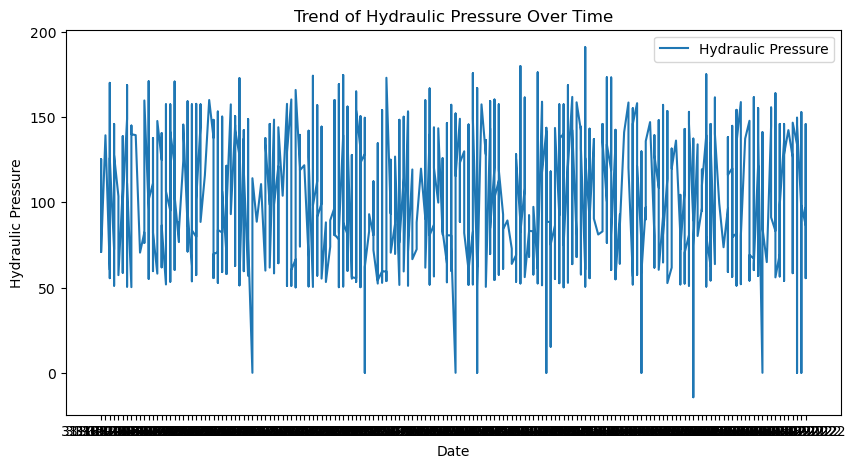 Trend of Hydraulic Pressure Over Time
Hydraulic Pressure
200
150
100
50
0
Hydraulic Pressure
Date